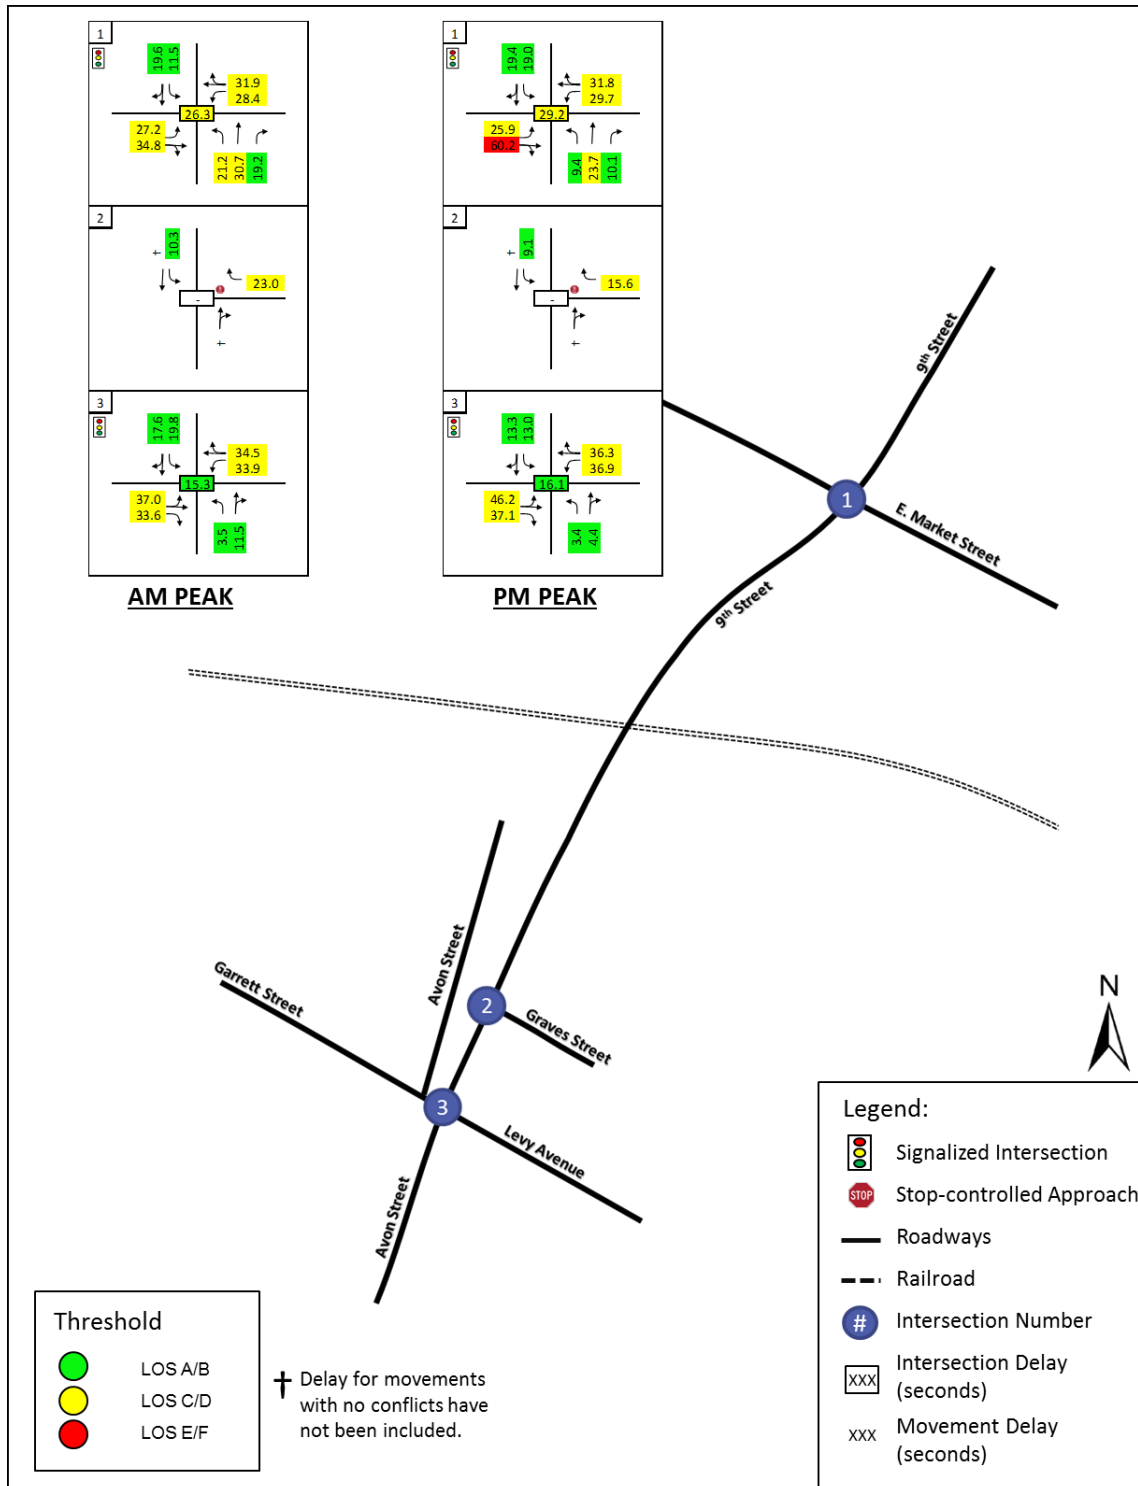 1
19.6
11.5
31.9
28.4
26.3
27.2
34.8
21.2
30.7
19.2
2
†
10.3
23.0
-
†
3
17.6
19.8
34.5
33.9
15.3
37.0
33.6
3.5
11.5
AM PEAK
1
19.4
19.0
31.8
29.7
29.2
25.9
60.2
9.4
23.7
10.1
2
†
9.1
15.6
-
†
3
13.3
13.0
36.3
36.9
16.1
46.2
37.1
3.4
4.4
PM PEAK
9th Street
1
E. Market Street
9th Street
Avon Street
Garrett Street
2
Graves Street
3
Levy Avenue
Avon Street
N
Legend:
Signalized Intersection
STOP Stop-controlled Approach
Roadways
Railroad
# Intersection Number
XXX Intersection Delay
(seconds)
XXX Movement Delay
(seconds)
Threshold
LOS A/B
LOS C/D
LOS E/F
† Delay for movements
with no conflicts have
not been included.